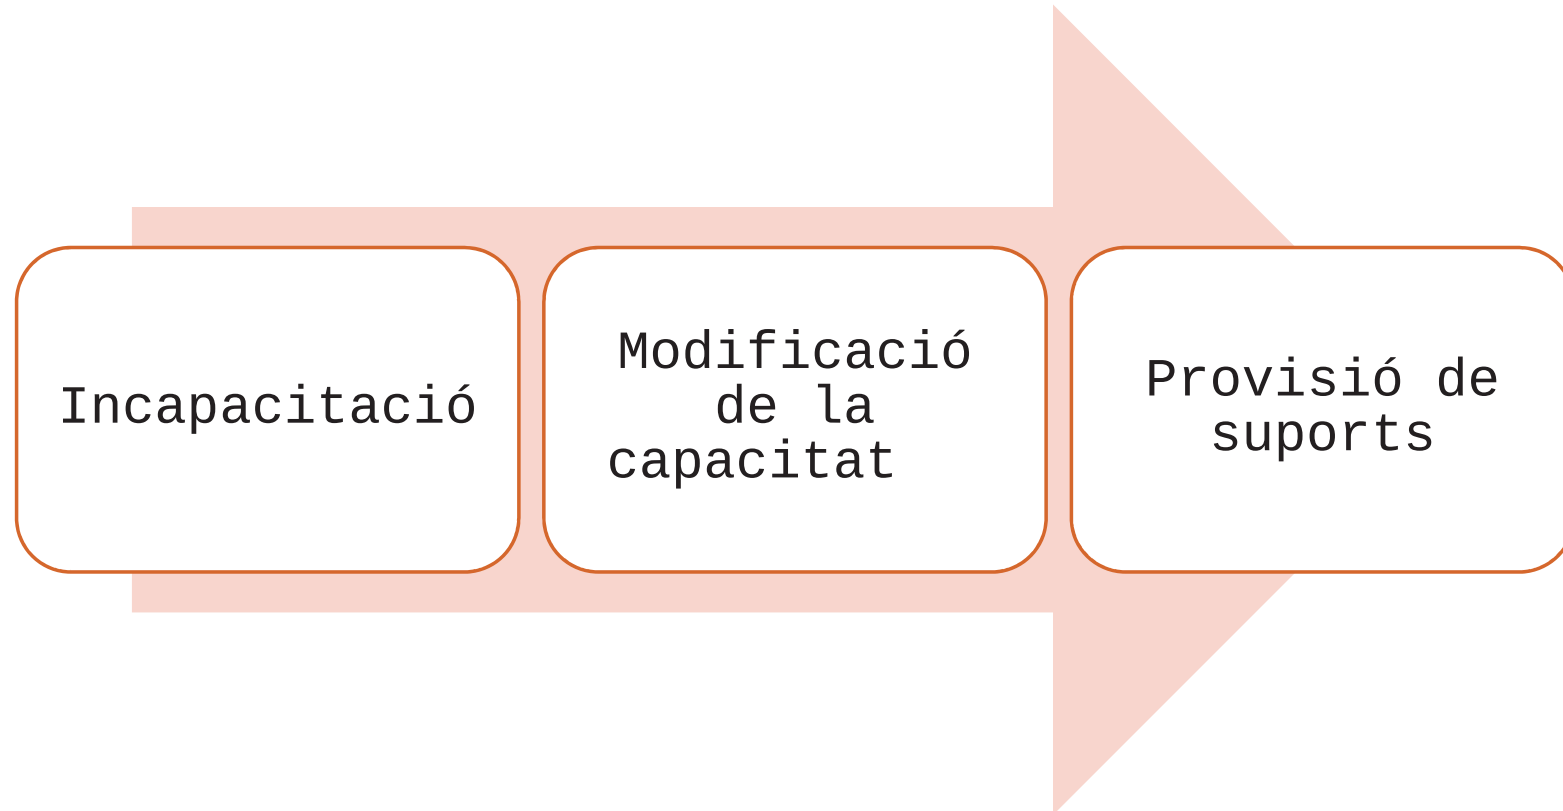 Incapacitació
Modificació
de la
capacitat
Provisió de
suports